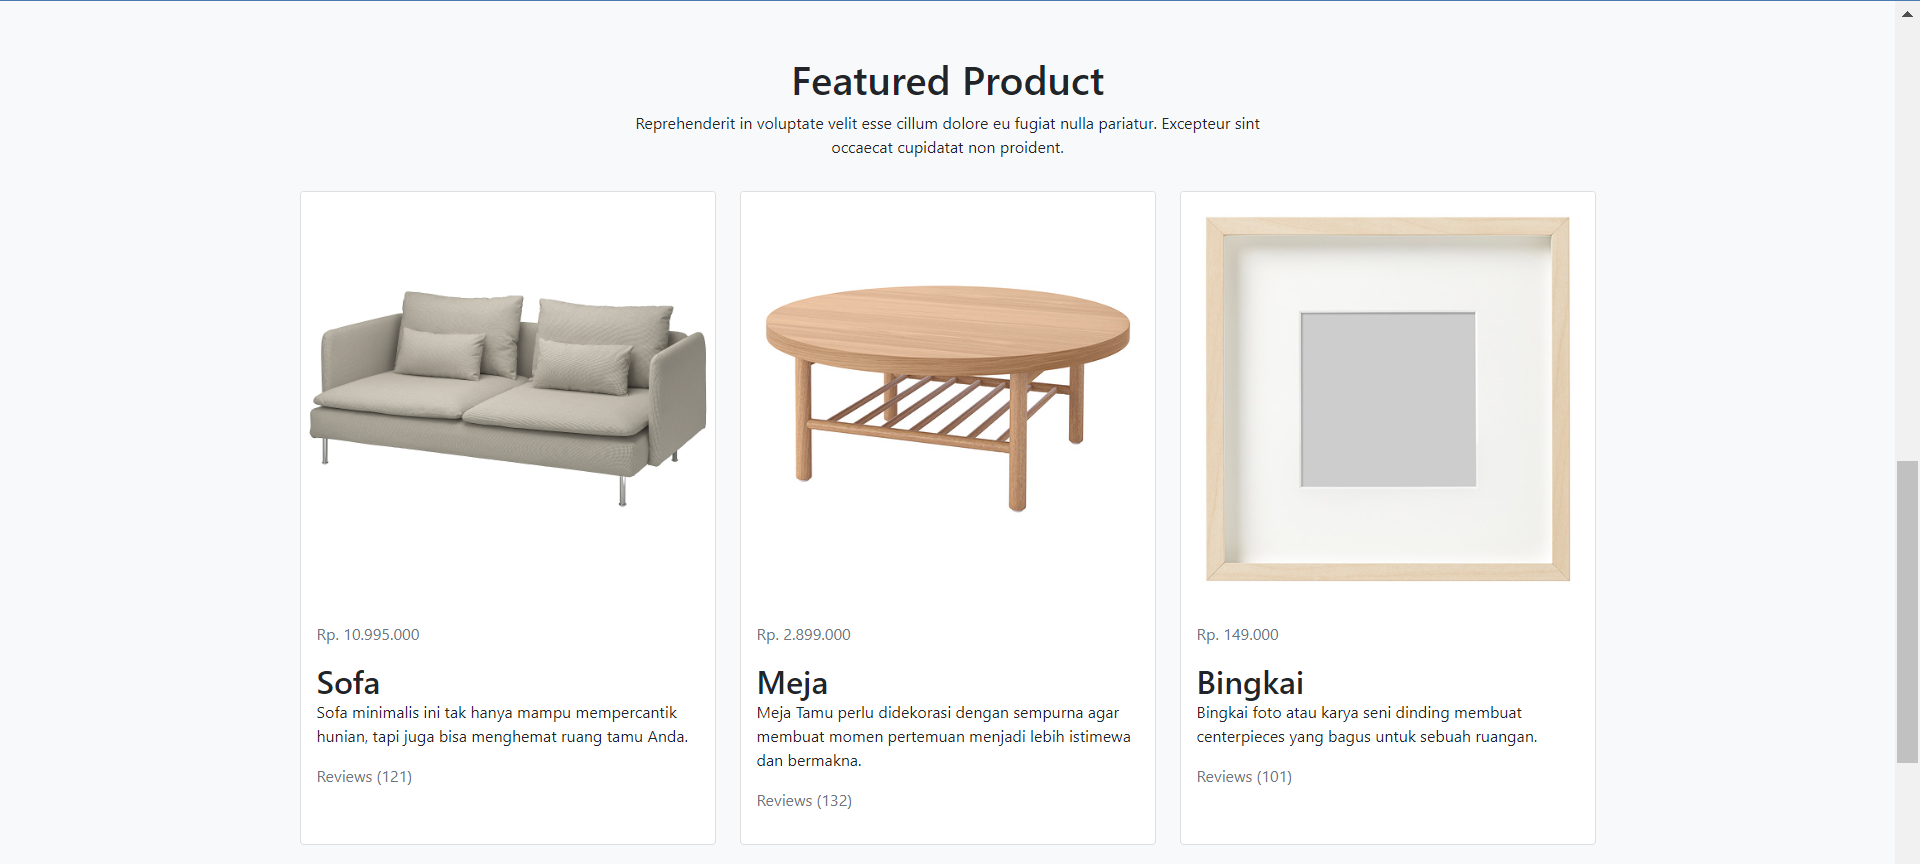 Featured Product
Reprehenderit in voluptate velit esse cillum dolore eu fugiat nulla pariatur. Excepteur sint
occaecat cupidatat non proident.
Rp. 10.995.000
Sofa
Sofa minimalis ini tak hanya mampu mempercantik
hunian, tapi juga bisa menghemat ruang tamu Anda.
Reviews (121)
Rp. 2.899.000
Meja
Meja Tamu perlu didekorasi dengan sempurna agar
membuat momen pertemuan menjadi lebih istimewa
dan bermakna.
Reviews (132)
Rp. 149.000
Bingkai
Bingkai foto atau karya seni dinding membuat
centerpieces yang bagus untuk sebuah ruangan.
Reviews (101)